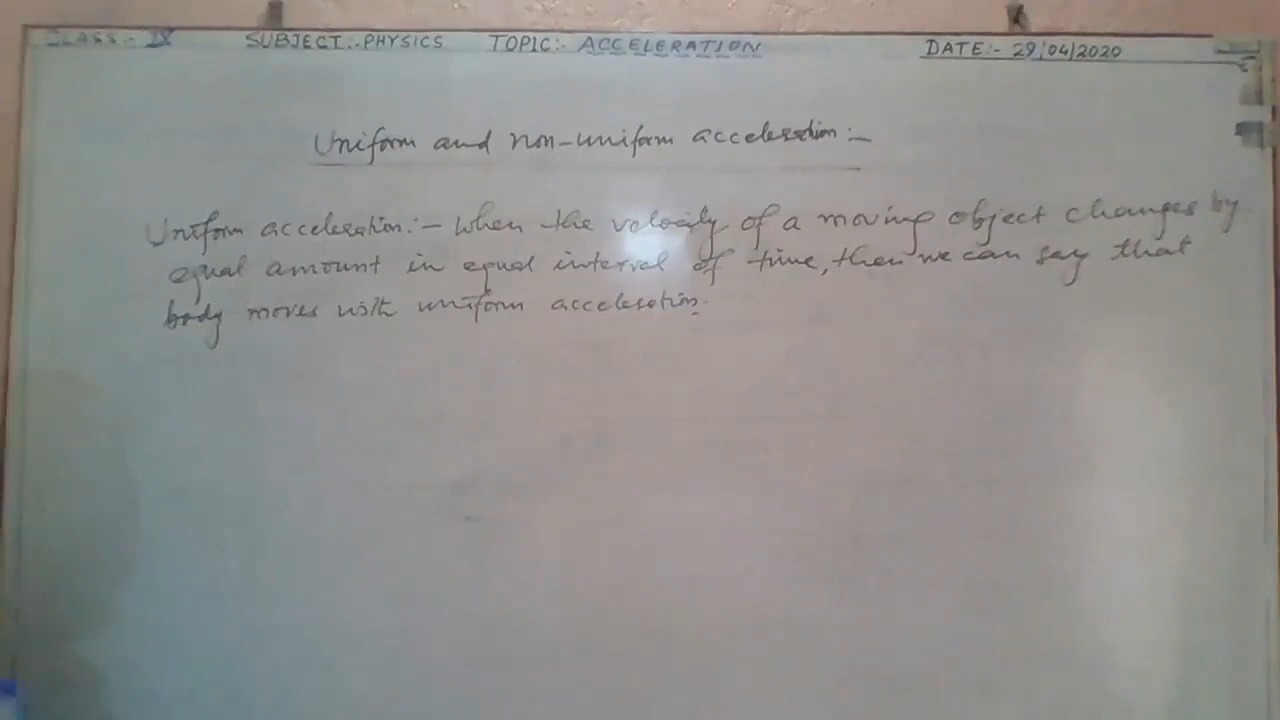 CLASS:- IX SUBJECT:- PHYSICS TOPIC:- ACCELERATION DATE:- 29/04/2020
Uniform and non-uniform acceleration:-
Uniform acceleration:- When the velocity of a moving object changes by
equal amount in equal interval of time, then we can say that
body moves with uniform acceleration.